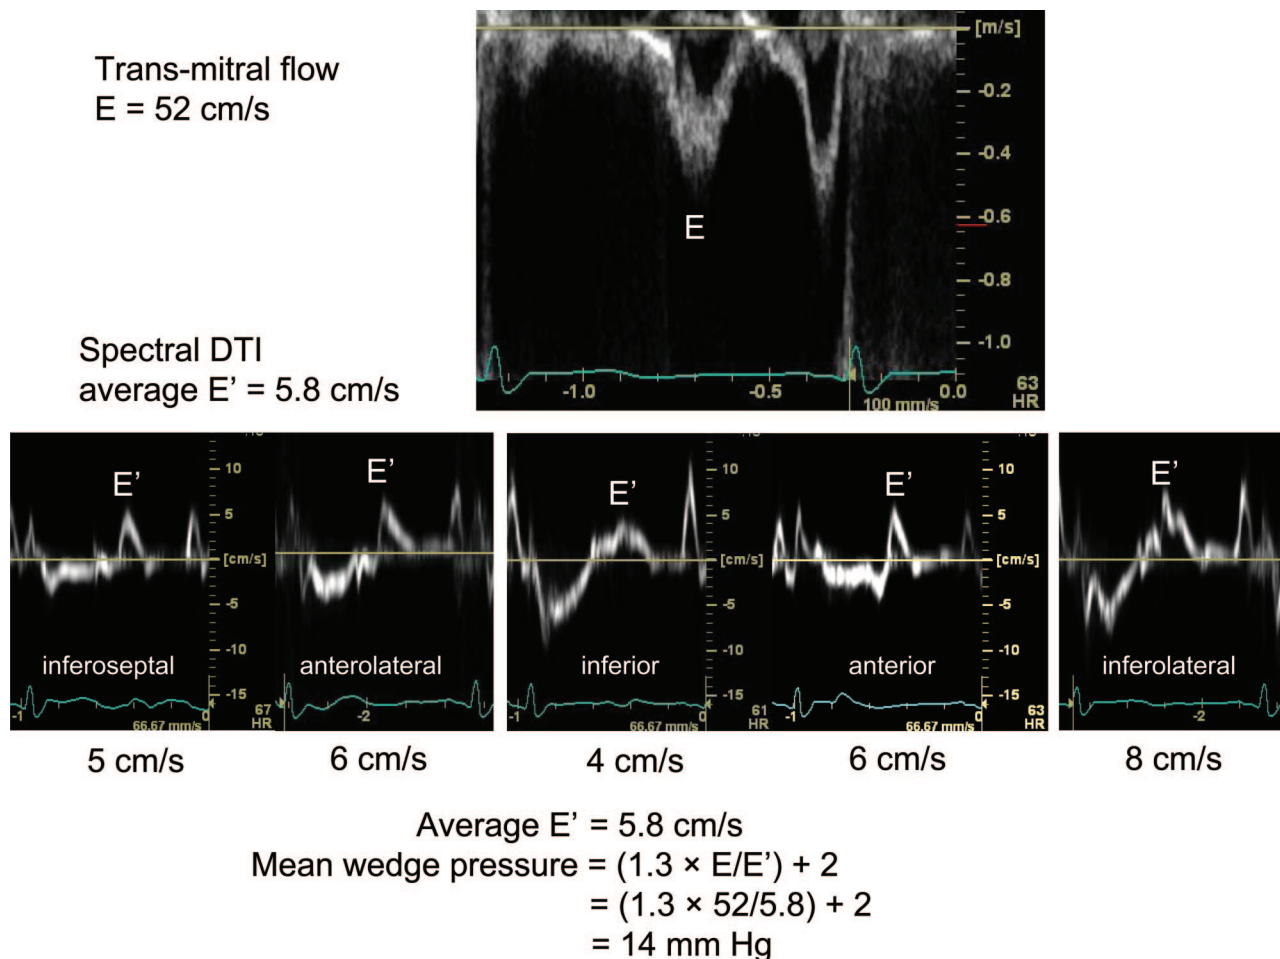 Trans-mitral flow
E = 52 cm/s
[m/s]
-0.2
-0.4
-0.6
-0.8
-1.0
E
-1.0
-0.5
0.0
100 mm/s
63
HR
Spectral DTI
average E’ = 5.8 cm/s
E’
10
5
[cm/s]
-5
-10
-15
inferoseptal
-1
0
67
HR
66.67 mm/s
E’
anterolateral
-2
E’
10
5
[cm/s]
-5
-10
-15
inferior
-1
0
61
HR
66.67 mm/s
E’
10
5
[cm/s]
-5
-10
-15
anterior
-1
0
63
HR
66.67 mm/s
E’
inferolateral
-2
5 cm/s
6 cm/s
4 cm/s
6 cm/s
8 cm/s
Average E’ = 5.8 cm/s
Mean wedge pressure = (1.3 × E/E’) + 2
= (1.3 × 52/5.8) + 2
= 14 mm Hg